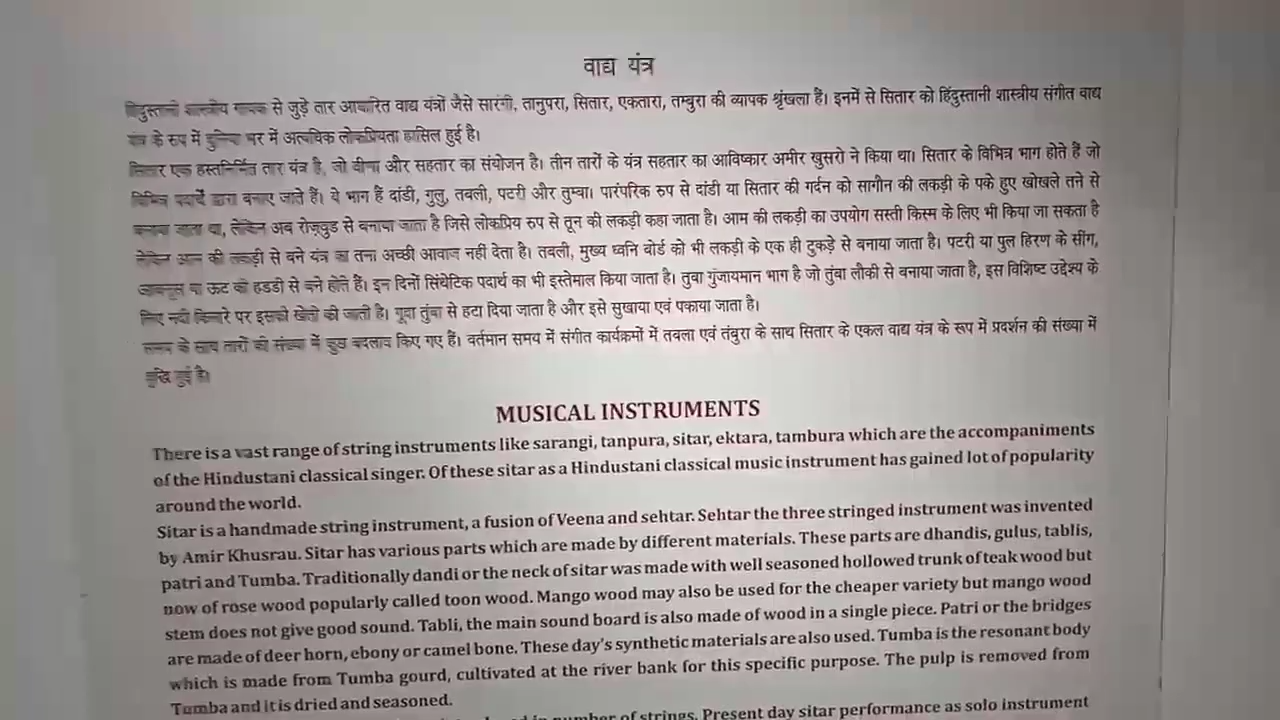 वाद्य यंत्र
हिंदुस्तानी शास्त्रीय गायक से जुड़े तार आधारित वाद्य यंत्रों जैसे सारंगी, तानुपरा, सितार, एकतारा, तम्बुरा की व्यापक श्रृंखला है। इनमें से सितार को हिंदुस्तानी शास्त्रीय संगीत वाद्य
यंत्र के रुप में दुनिया भर में अत्यधिक लोकप्रियता हासिल हुई है।
सितार एक हस्तनिर्मित तार यंत्र है, जो वीणा और सहतार का संयोजन है। तीन तारों के यंत्र सहतार का आविष्कार अमीर खुसरो ने किया था। सितार के विभिन्न भाग होते हैं जो
विभिन्न पदार्थों द्वारा बनाए जाते हैं। ये भाग हैं दांडी, गुलु, तबली, पटरी और तुम्बा। पारंपरिक रुप से दांडी या सितार की गर्दन को सागौन की लकड़ी के पके हुए खोखले तने से
बनाया जाता था, लेकिन अब रोज़वुड से बनाया जाता है जिसे लोकप्रिय रुप से तून की लकड़ी कहा जाता है। आम की लकड़ी का उपयोग सस्ती किस्म के लिए भी किया जा सकता है
लेकिन आम की लकड़ी से बने यंत्र का तना अच्छी आवाज नहीं देता है। तवली, मुख्य ध्वनि बोर्ड को भी लकड़ी के एक ही टुकड़े से बनाया जाता है। पटरी या पुल हिरण के सींग,
आबनूस या ऊट की हडडी से बने होते हैं। इन दिनों सिंथेटिक पदार्थ का भी इस्तेमाल किया जाता है। तुबा गुंजायमान भाग है जो तुंबा लौकी से बनाया जाता है, इस विशिष्ट उद्देश्य के
लिए नदी किनारे पर इसकी खेती की जाती है। गूदा तुंबा से हटा दिया जाता है और इसे सुखाया एवं पकाया जाता है।
समय के साथ तारों की संख्या में कुछ बदलाव किए गए हैं। वर्तमान समय में संगीत कार्यक्रमों में तबला एवं तंबुरा के साथ सितार के एकल वाद्य यंत्र के रूप में प्रदर्शन की संख्या में
वृद्धि हुई है।
MUSICAL INSTRUMENTS
There is a vast range of string instruments like sarangi, tanpura, sitar, ektara, tambura which are the accompaniments
of the Hindustani classical singer. Of these sitar as a Hindustani classical music instrument has gained lot of popularity
around the world.
Sitar is a handmade string instrument, a fusion of Veena and sehtar. Sehtar the three stringed instrument was invented
by Amir Khusrau. Sitar has various parts which are made by different materials. These parts are dhandis, gulus, tablis,
patri and Tumba. Traditionally dandi or the neck of sitar was made with well seasoned hollowed trunk of teak wood but
now of rose wood popularly called toon wood. Mango wood may also be used for the cheaper variety but mango wood
stem does not give good sound. Tabli, the main sound board is also made of wood in a single piece. Patri or the bridges
are made of deer horn, ebony or camel bone. These day's synthetic materials are also used. Tumba is the resonant body
which is made from Tumba gourd, cultivated at the river bank for this specific purpose. The pulp is removed from
Tumba and it is dried and seasoned.
in number of strings. Present day sitar performance as solo instrument